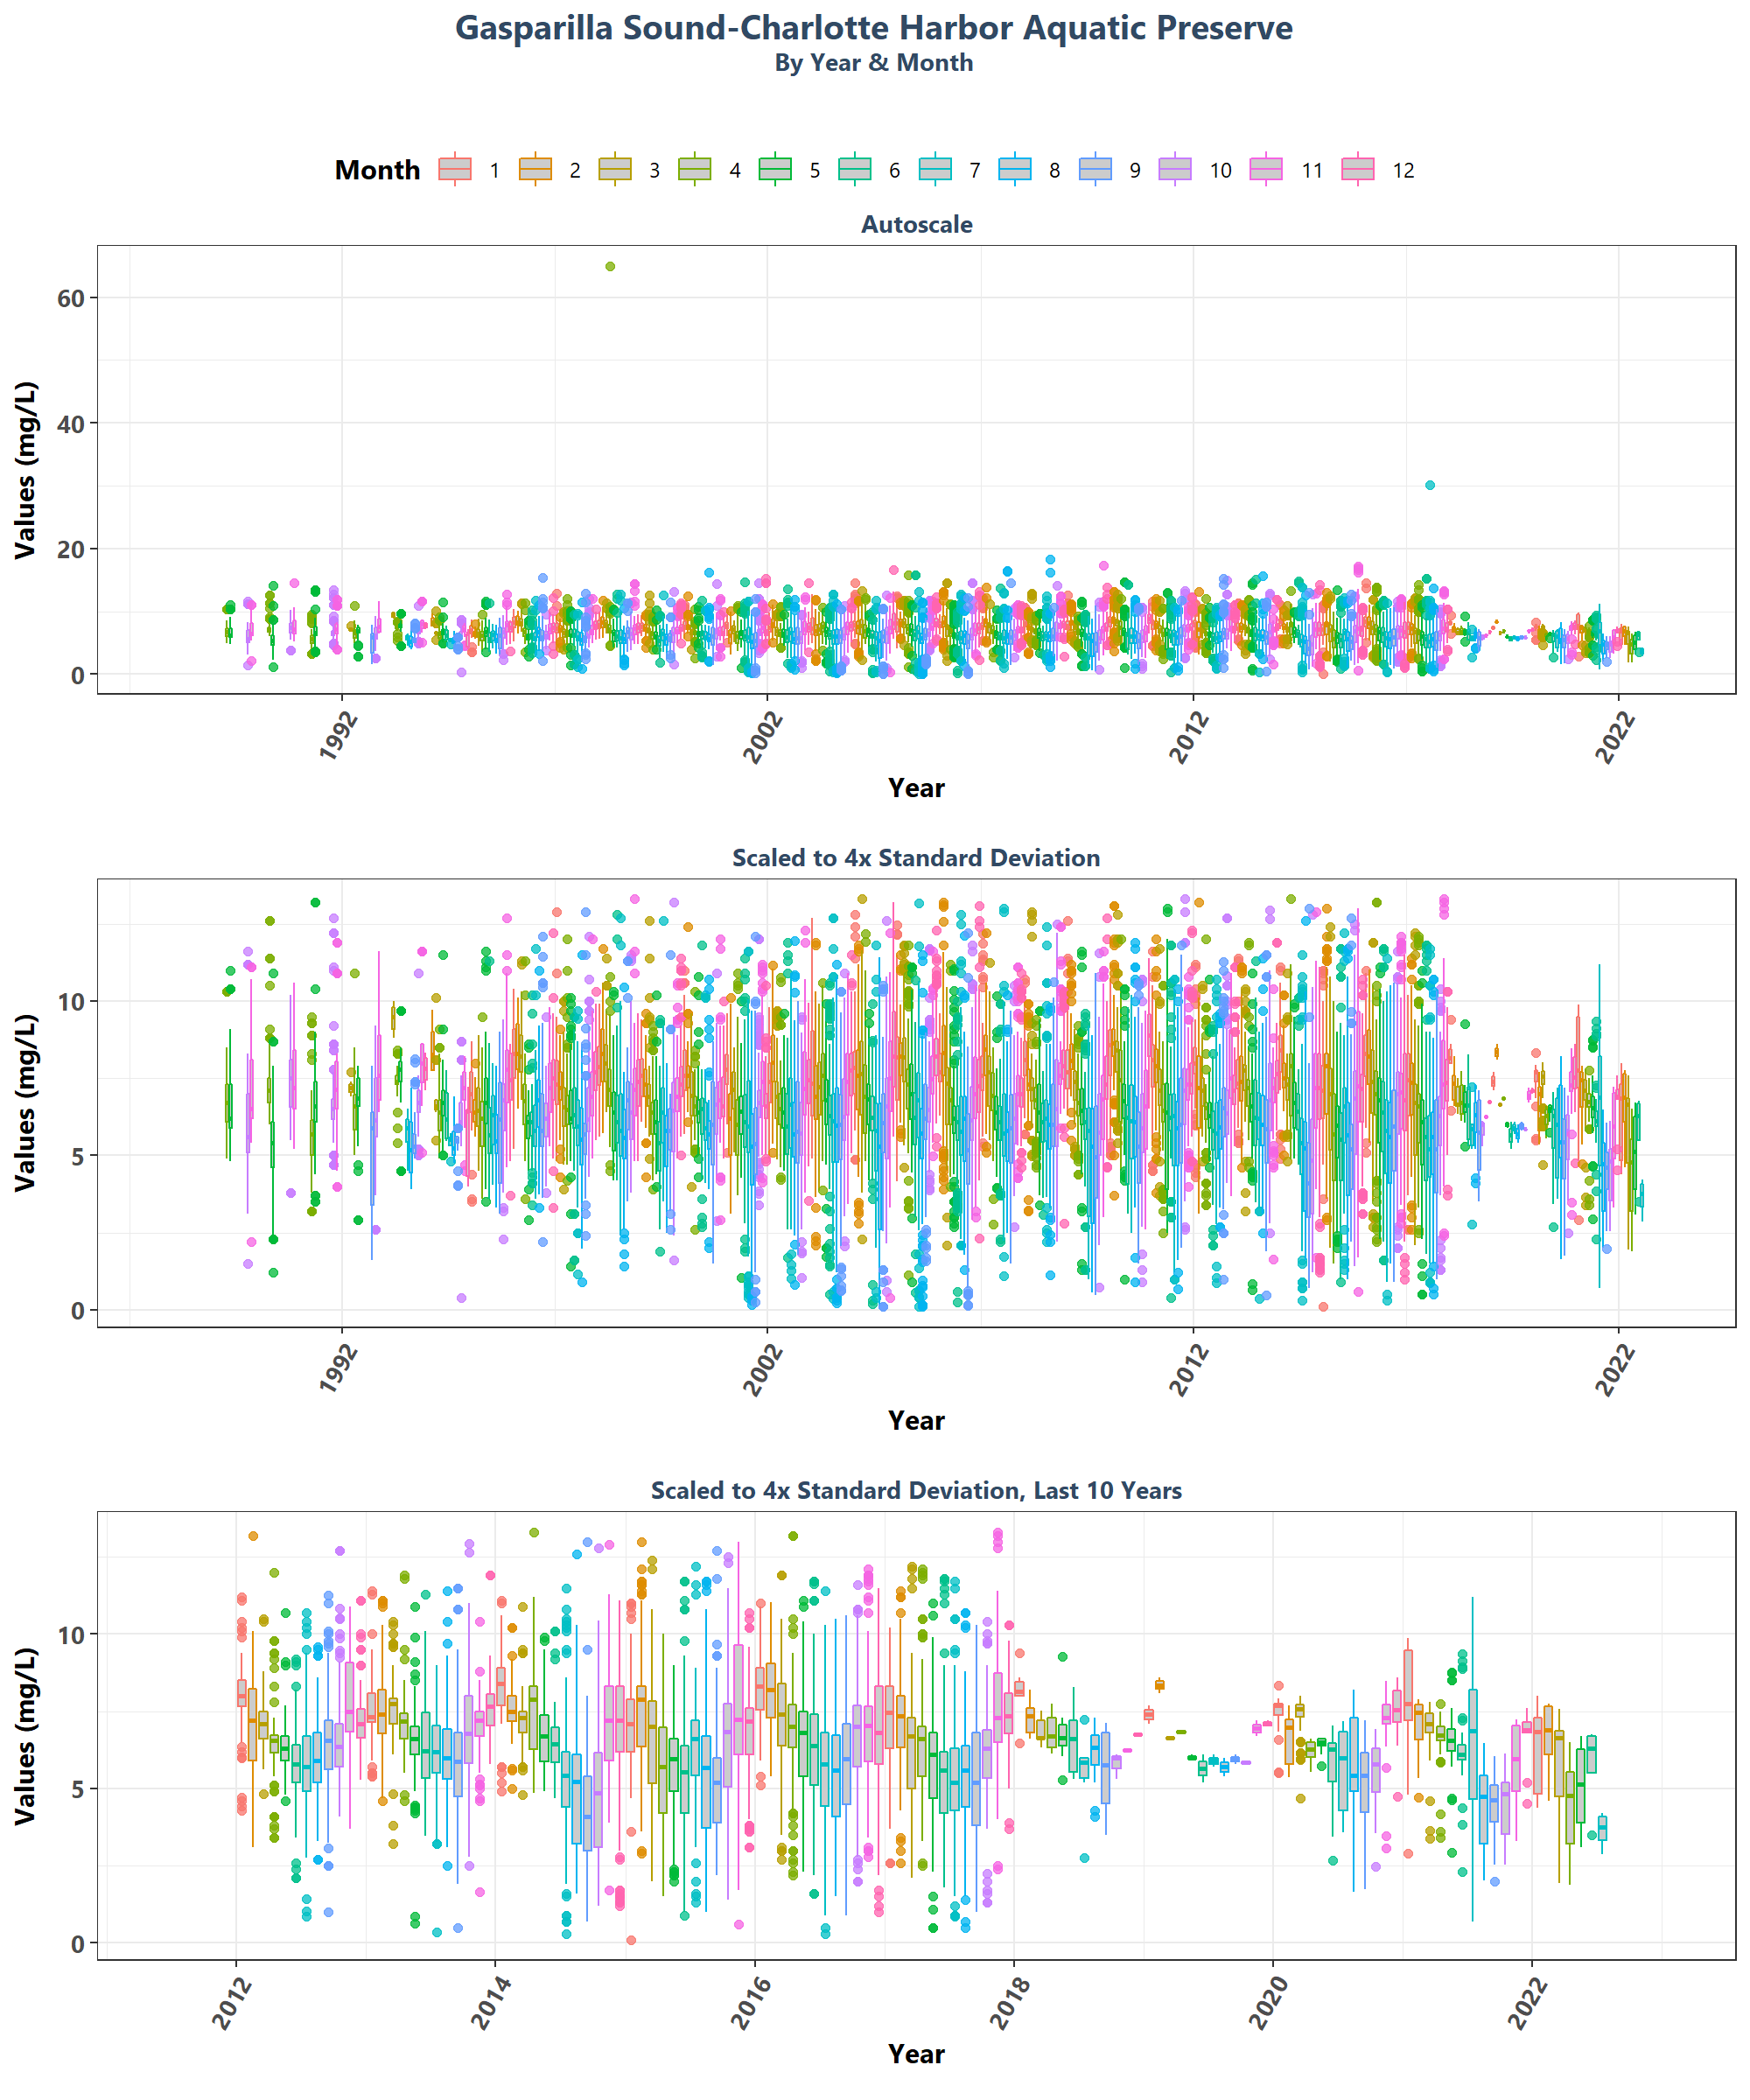 Gasparilla Sound-Charlotte Harbor Aquatic Preserve
By Year & Month
Month 1 2 3 4 5 6 7 8 9 10 11 12
Autoscale
Values (mg/L)
60
40
20
0
1992 2002 2012 2022
Year
Scaled to 4x Standard Deviation
Values (mg/L)
10
5
0
1992 2002 2012 2022
Year
Scaled to 4x Standard Deviation, Last 10 Years
Values (mg/L)
10
5
0
2012 2014 2016 2018 2020 2022
Year